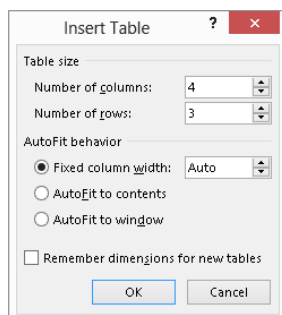 Insert Table ? ×
Table size
Number of columns: 4
Number of rows: 3
AutoFit behavior
Fixed column width: Auto
AutoFit to contents
AutoFit to window
Remember dimensions for new tables
OK Cancel